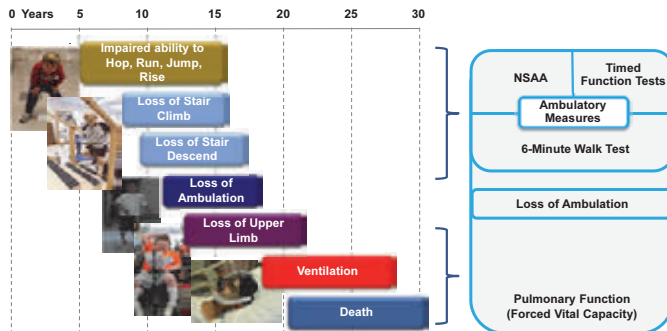 0 Years 5 10 15 20 25 30
Impaired ability to
Hop, Run, Jump,
Rise
Loss of Stair
Climb
Loss of Stair
Descend
Loss of
Ambulation
Loss of Upper
Limb
Ventilation
Death
NSAA
Timed
Function Tests
Ambulatory
Measures
6-Minute Walk Test
Loss of Ambulation
Pulmonary Function
(Forced Vital Capacity)